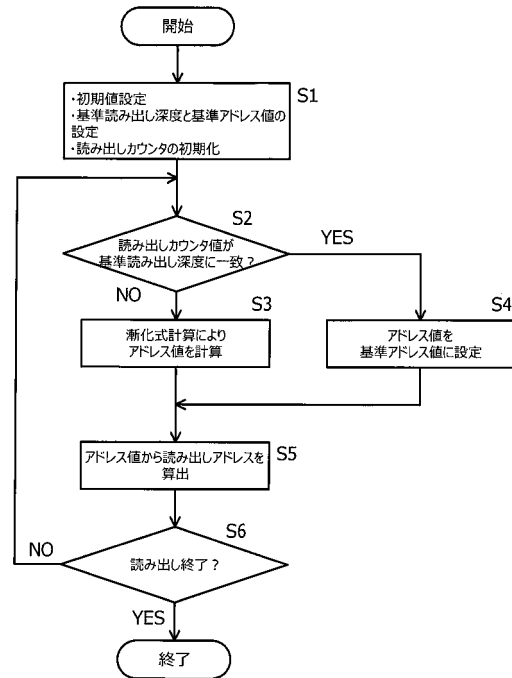 開始
S1
・初期値設定
・基準読み出し深度と基準アドレス値の
設定
・読み出しカウンタの初期化
S2
読み出しカウンタ値が
基準読み出し深度に一致?
YES
NO
S3
漸化式計算により
アドレス値を計算
S4
アドレス値を
基準アドレス値に設定
S5
アドレス値から読み出しアドレスを
算出
S6
読み出し終了?
NO
YES
終了